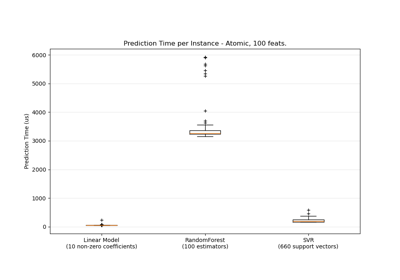 Prediction Time per Instance - Atomic, 100 feats.
6000
5000
4000
3000
2000
1000
0
Prediction Time (us)
Linear Model
(10 non-zero coefficients)
RandomForest
(100 estimators)
SVR
(660 support vectors)